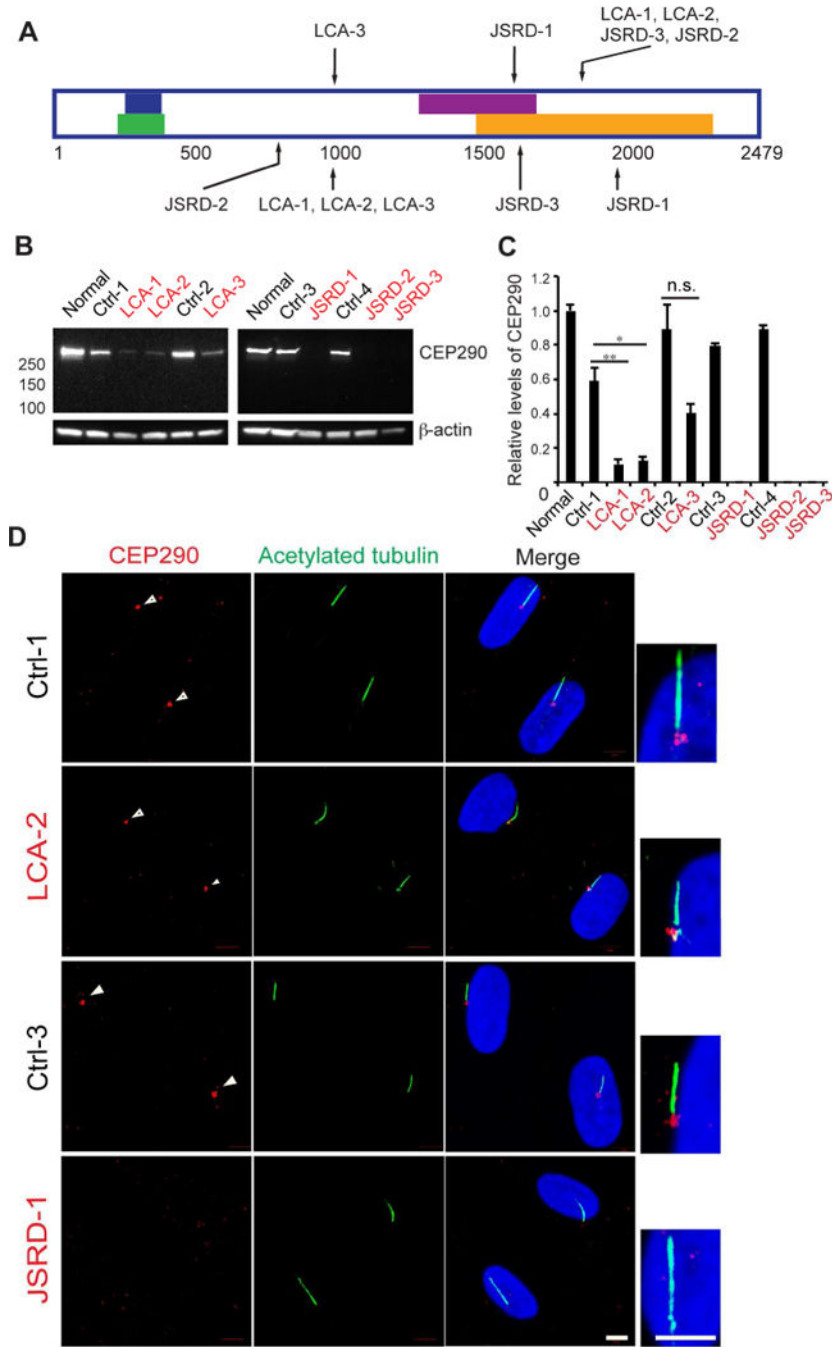 A
LCA-3
JSRD-1
LCA-1, LCA-2,
JSRD-3, JSRD-2
1 500 1000 1500 2000 2479
JSRD-2
LCA-1, LCA-2, LCA-3
JSRD-3
JSRD-1
B
Normal
Ctrl-1
LCA-1
LCA-2
Ctrl-2
LCA-3
Normal
Ctrl-3
JSRD-1
Ctrl-4
JSRD-2
JSRD-3
250
150
100
CEP290
β-actin
C
Relative levels of CEP290
1.2
1.0
0.8
0.6
0.4
0.2
0
*
**
n.s.
Normal
Ctrl-1
LCA-1
LCA-2
Ctrl-2
LCA-3
Ctrl-3
JSRD-1
Ctrl-4
JSRD-2
JSRD-3
D
CEP290
Acetylated tubulin
Merge
Ctrl-1
LCA-2
Ctrl-3
JSRD-1